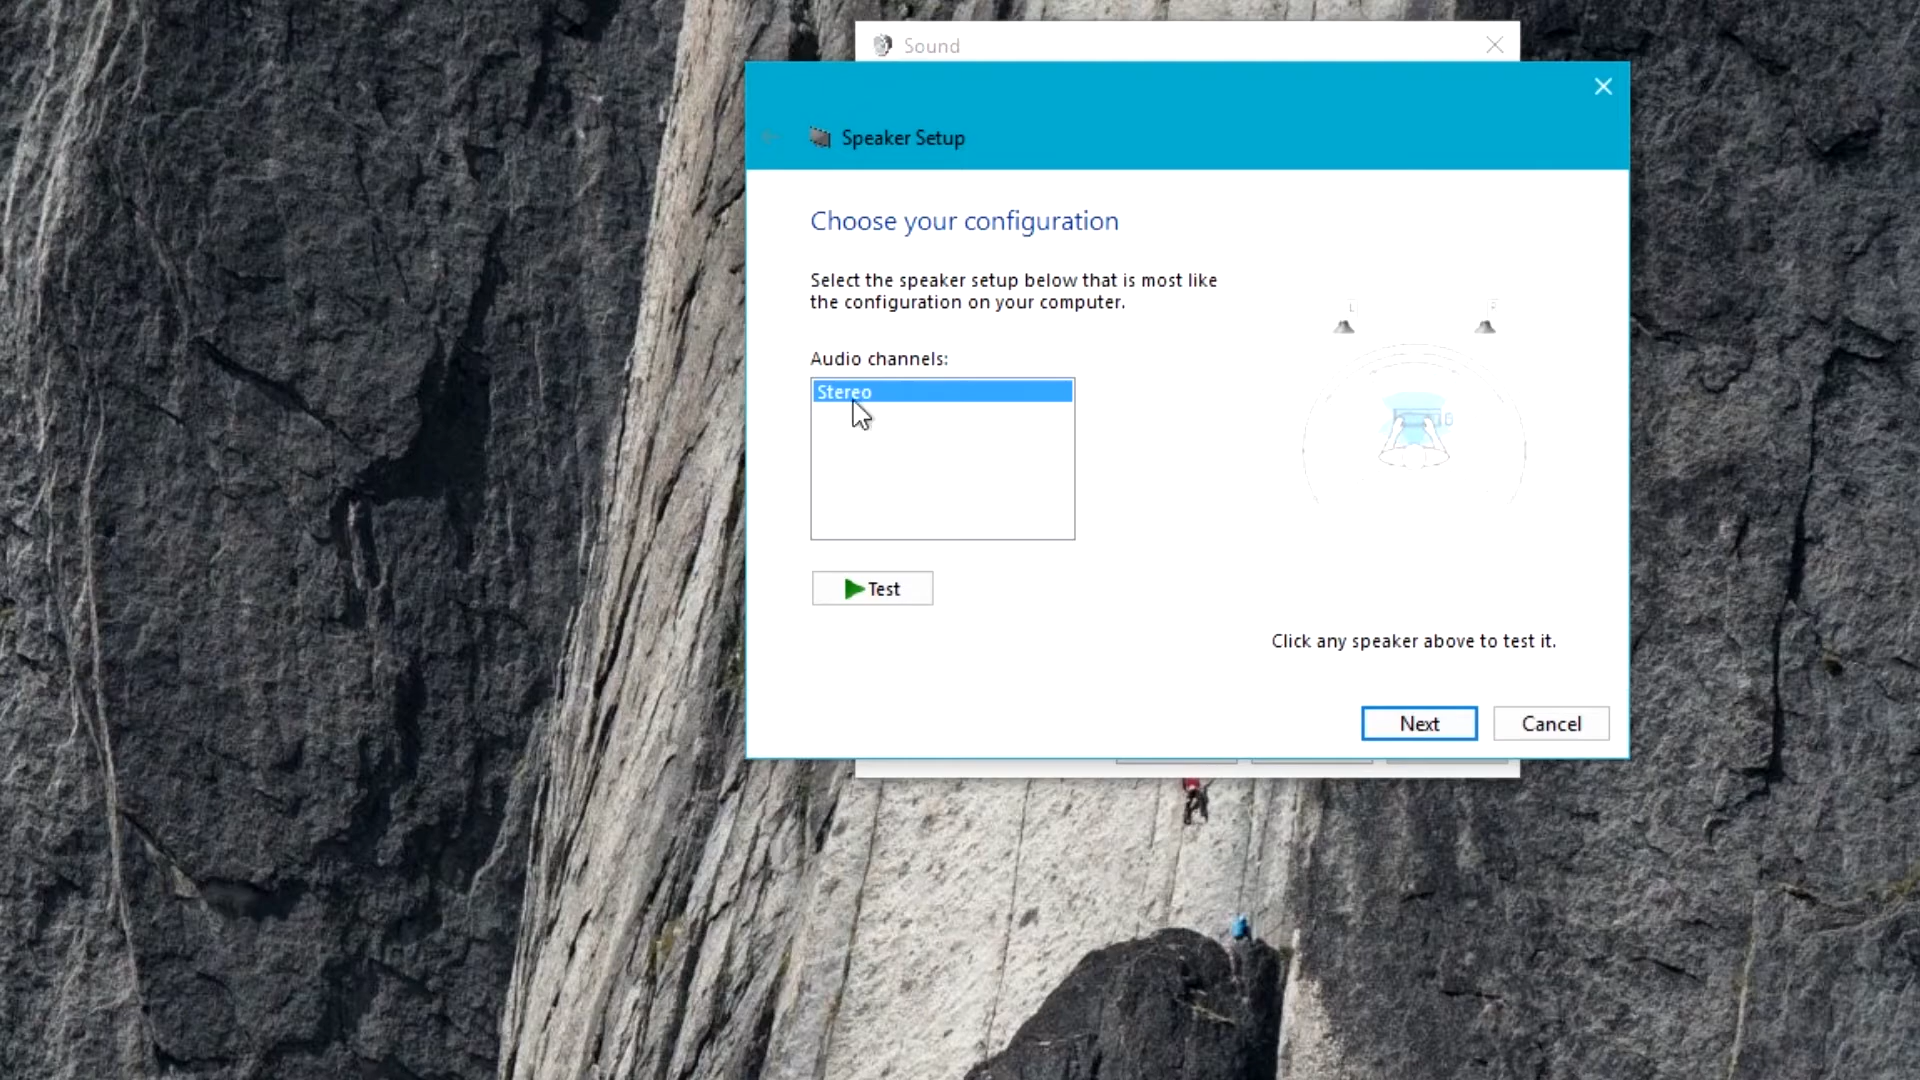 Sound
Speaker Setup
Choose your configuration
Select the speaker setup below that is most like
the configuration on your computer.
L
Audio channels:
Stereo
Test
Click any speaker above to test it.
Next
Cancel